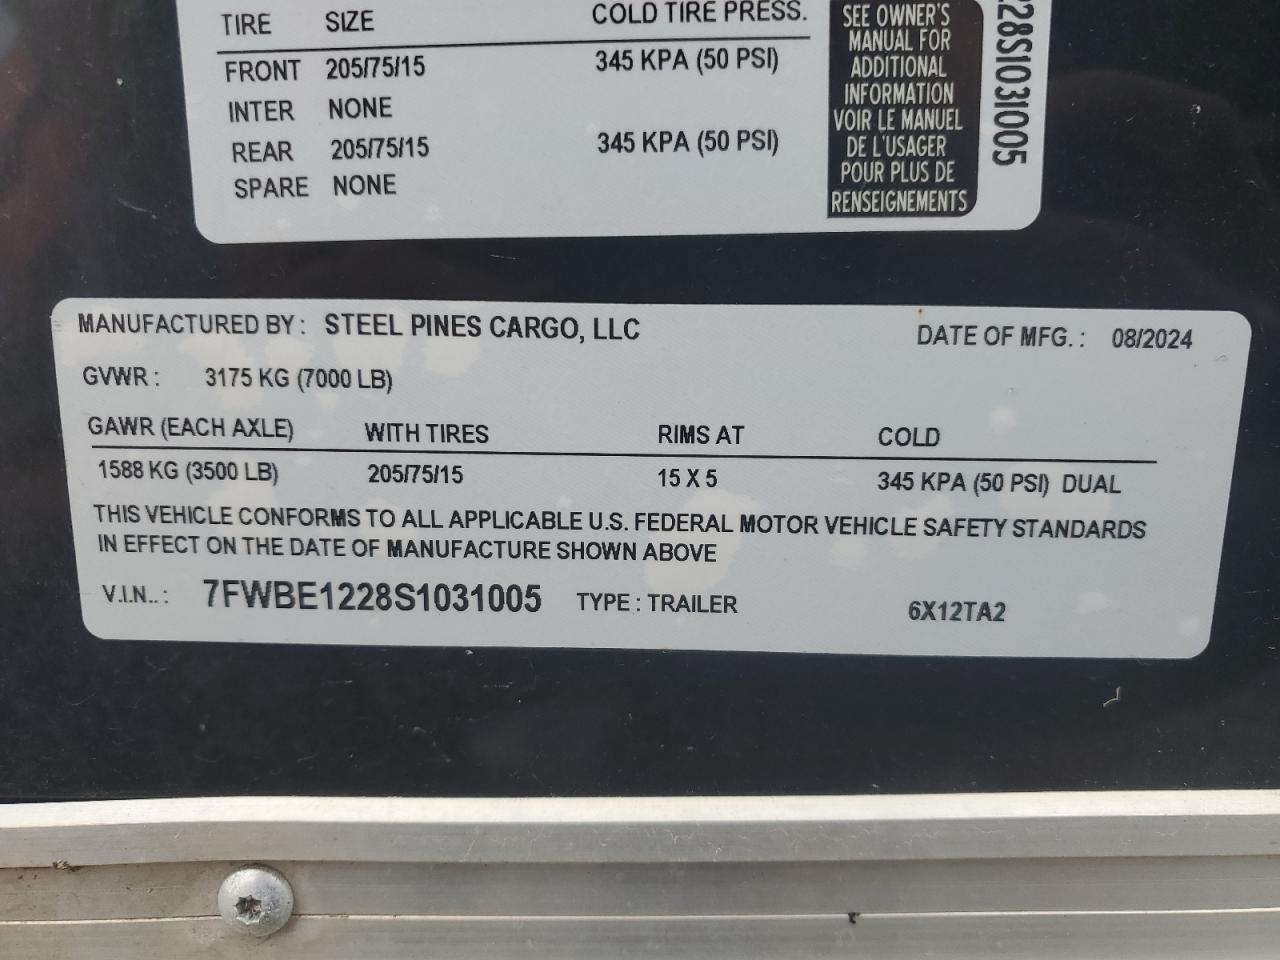 TIRE SIZE COLD TIRE PRESS.
FRONT 205/75/15 345 KPA (50 PSI)
INTER NONE
REAR 205/75/15 345 KPA (50 PSI)
SPARE NONE
SEE OWNER'S
MANUAL FOR
ADDITIONAL
INFORMATION
VOIR LE MANUEL
DE L'USAGER
POUR PLUS DE
RENSEIGNEMENTS
228S1031005
MANUFACTURED BY : STEEL PINES CARGO, LLC DATE OF MFG. : 08/2024
GVWR : 3175 KG (7000 LB)
GAWR (EACH AXLE) WITH TIRES RIMS AT COLD
1588 KG (3500 LB) 205/75/15 15 X 5 345 KPA (50 PSI) DUAL
THIS VEHICLE CONFORMS TO ALL APPLICABLE U.S. FEDERAL MOTOR VEHICLE SAFETY STANDARDS
IN EFFECT ON THE DATE OF MANUFACTURE SHOWN ABOVE
V.I.N.. : 7FWBE1228S1031005 TYPE : TRAILER 6X12TA2